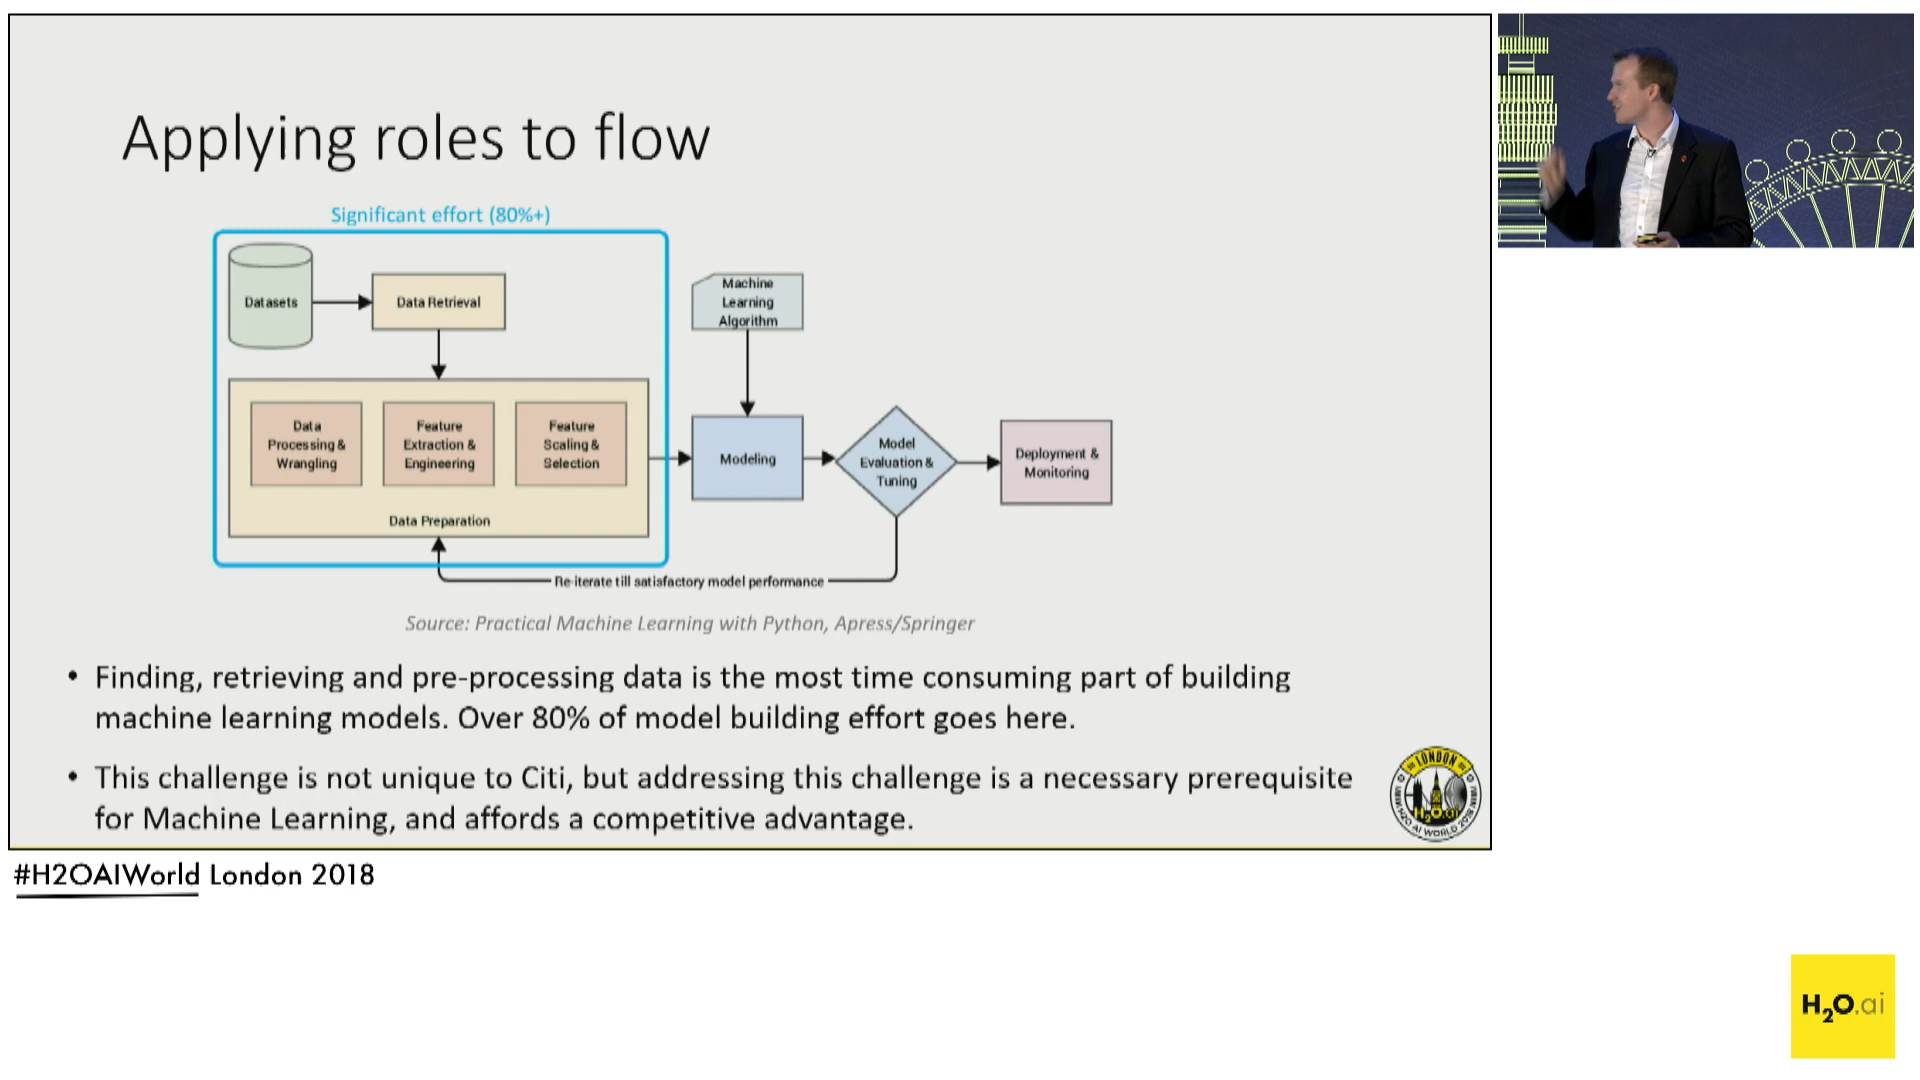 Applying roles to flow
Significant effort (80%+)
Datasets
Data Retrieval
Machine
Learning
Algorithm
Data
Processing &
Wrangling
Feature
Extraction &
Engineering
Feature
Scaling &
Selection
Data Preparation
Modeling
Model
Evaluation &
Tuning
Deployment &
Monitoring
Re-iterate till satisfactory model performance
Source: Practical Machine Learning with Python, Apress/Springer
• Finding, retrieving and pre-processing data is the most time consuming part of building
machine learning models. Over 80% of model building effort goes here.
• This challenge is not unique to Citi, but addressing this challenge is a necessary prerequisite
for Machine Learning, and affords a competitive advantage.
LONDON
H2O.ai
#H2OAIWorld London 2018
H2O.ai